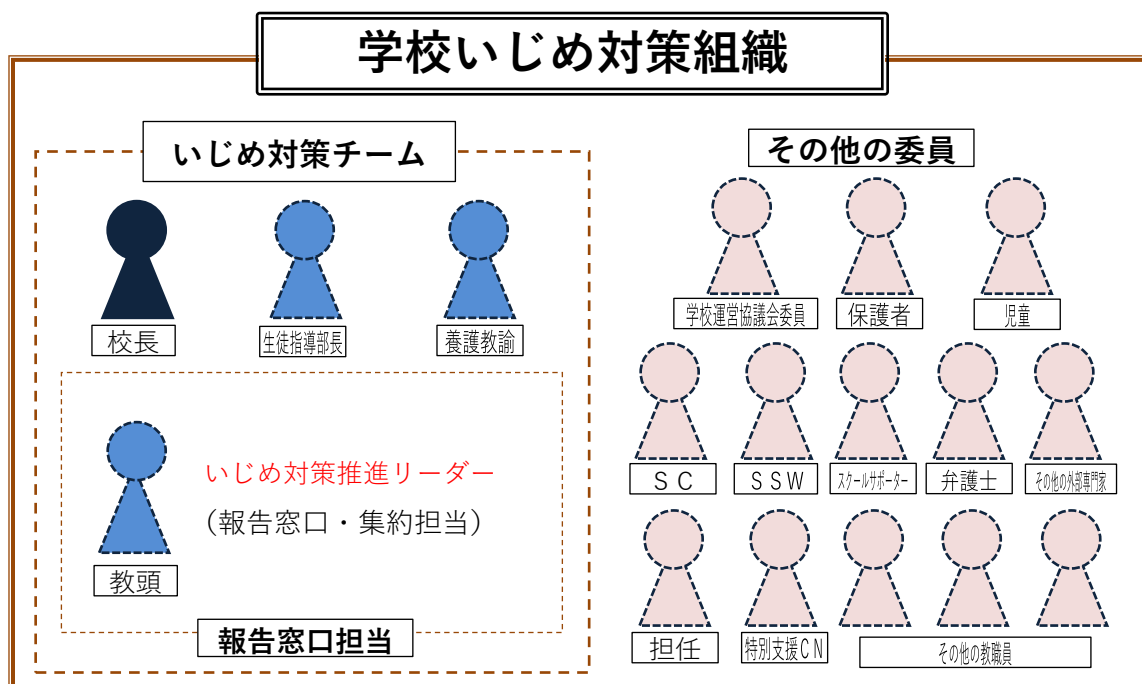 学校いじめ対策組織
いじめ対策チーム
校長
生徒指導部長
養護教諭
いじめ対策推進リーダー
（報告窓口・集約担当）
教頭
報告窓口担当
その他の委員
学校運営協議会委員
保護者
児童
ＳＣ
ＳＳＷ
スクールサポーター
弁護士
その他の外部専門家
担任
特別支援ＣＮ
その他の教職員